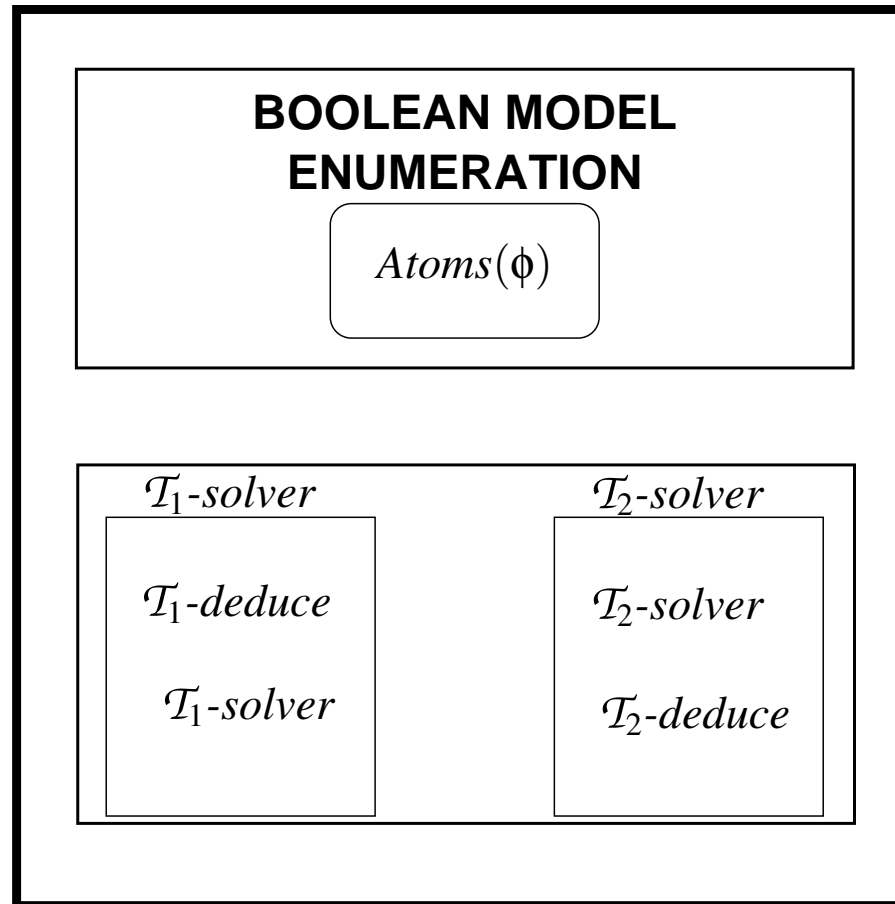 BOOLEAN MODEL
ENUMERATION
Atoms(ϕ)
𝒯₁-solver
𝒯₂-solver
𝒯₁-deduce
𝒯₂-solver
𝒯₁-solver
𝒯₂-deduce